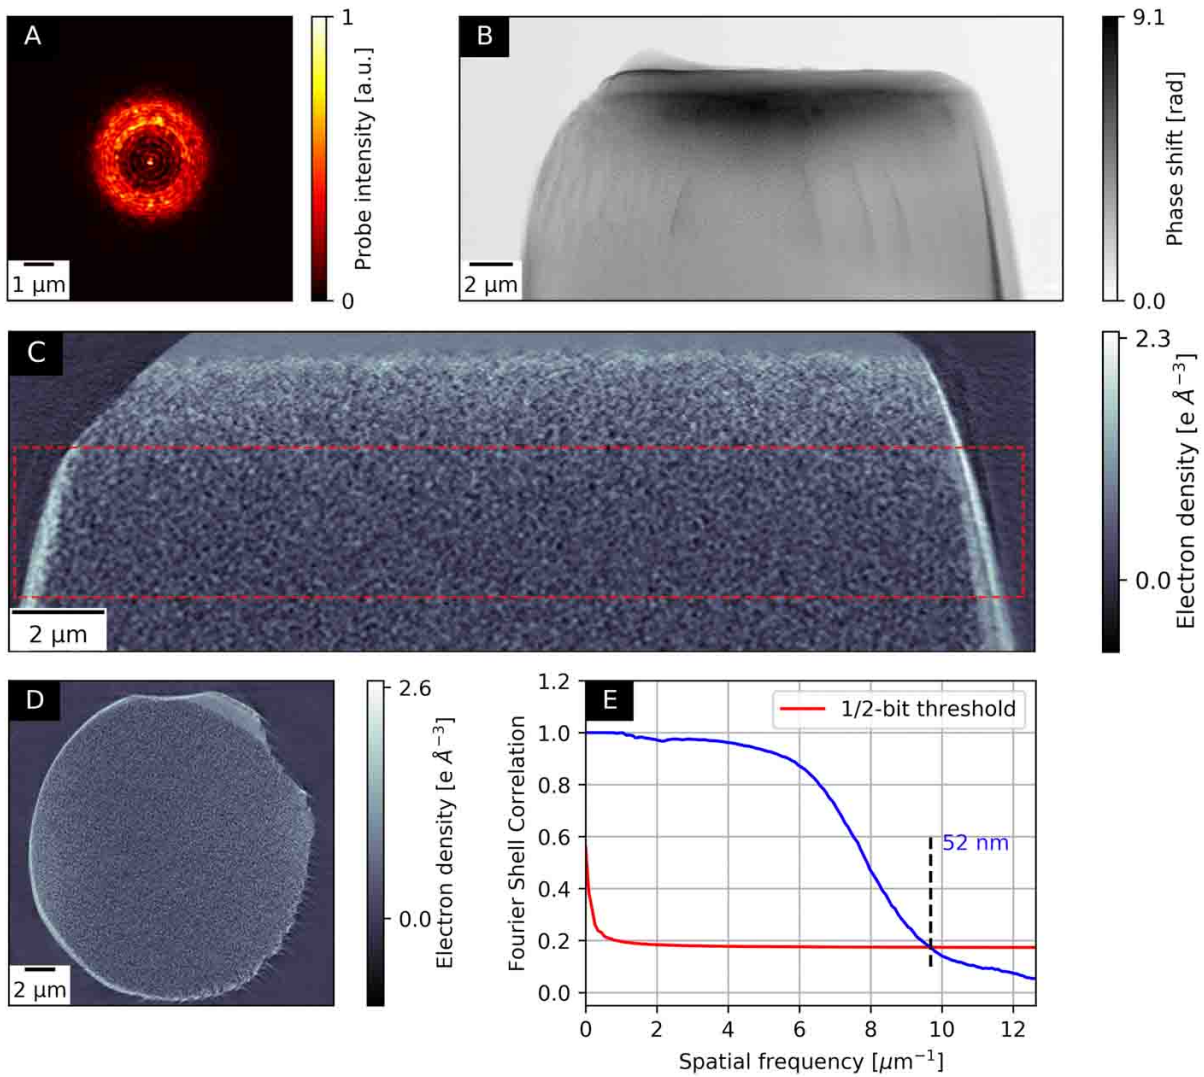 A
1
0
Probe intensity [a.u.]
1 μm
B
9.1
0.0
Phase shift [rad]
2 μm
C
2.3
0.0
Electron density [e Å⁻³]
2 μm
D
2.6
0.0
Electron density [e Å⁻³]
2 μm
E
1.2
1.0
0.8
0.6
0.4
0.2
0.0
Fourier Shell Correlation
1/2-bit threshold
52 nm
0 2 4 6 8 10 12
Spatial frequency [μm⁻¹]